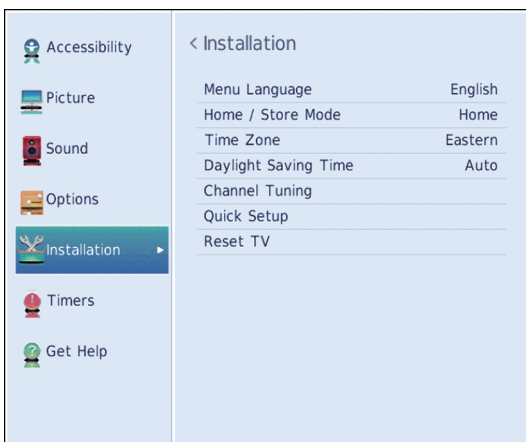 Accessibility
Picture
Sound
Options
Installation
Timers
Get Help
< Installation
Menu Language English
Home / Store Mode Home
Time Zone Eastern
Daylight Saving Time Auto
Channel Tuning
Quick Setup
Reset TV